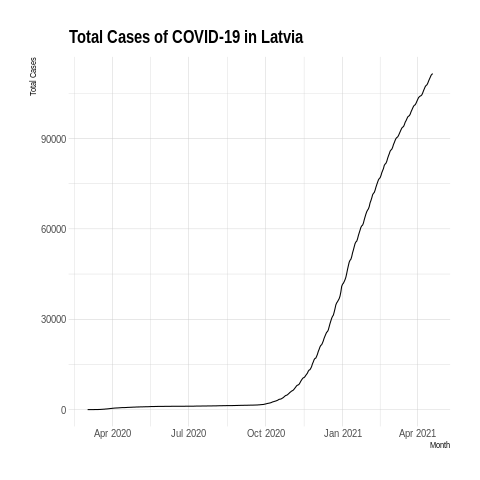 Total Cases of COVID-19 in Latvia
Total Cases
90000
60000
30000
0
Apr 2020 Jul 2020 Oct 2020 Jan 2021 Apr 2021
Month